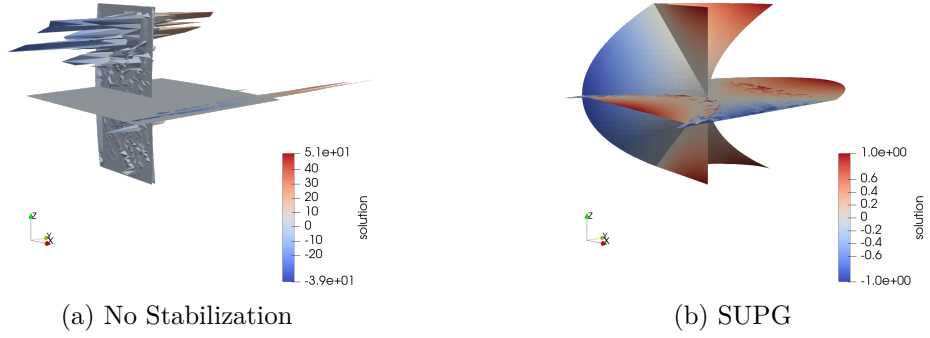 5.1e+01
40
30
20
10
0
-10
-20
-3.9e+01
solution
Z
Y
X
(a) No Stabilization
1.0e+00
0.6
0.4
0.2
0
-0.2
-0.4
-0.6
-1.0e+00
solution
Z
Y
X
(b) SUPG